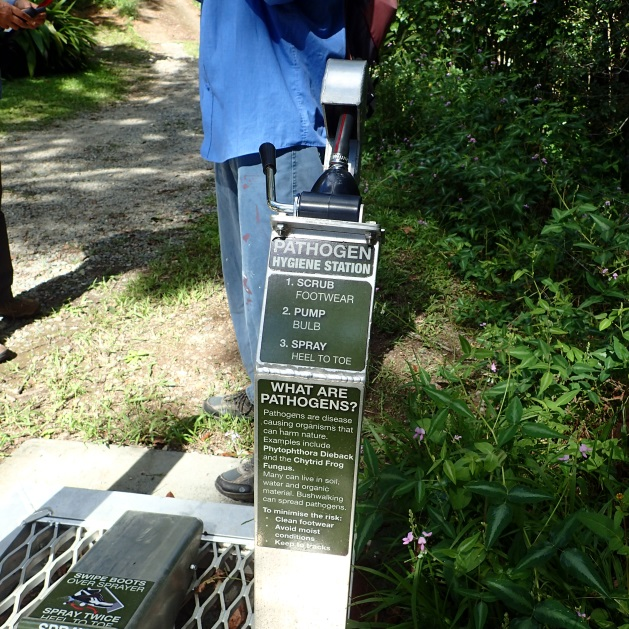 PATHOGEN
HYGIENE STATION
1. SCRUB
FOOTWEAR
2. PUMP
BULB
3. SPRAY
HEEL TO TOE
WHAT ARE
PATHOGENS?
Pathogens are disease
causing organisms that
can harm nature.
Examples include
Phytophthora Dieback
and the Chytrid Frog
Fungus.
Many can live in soil,
water and organic
material. Bushwalking
can spread pathogens.
To minimise the risk:
• Clean footwear
• Avoid moist
conditions
• Keep to tracks
SWIPE BOOTS
OVER SPRAYER
SPRAY TWICE
HEEL TO TOE